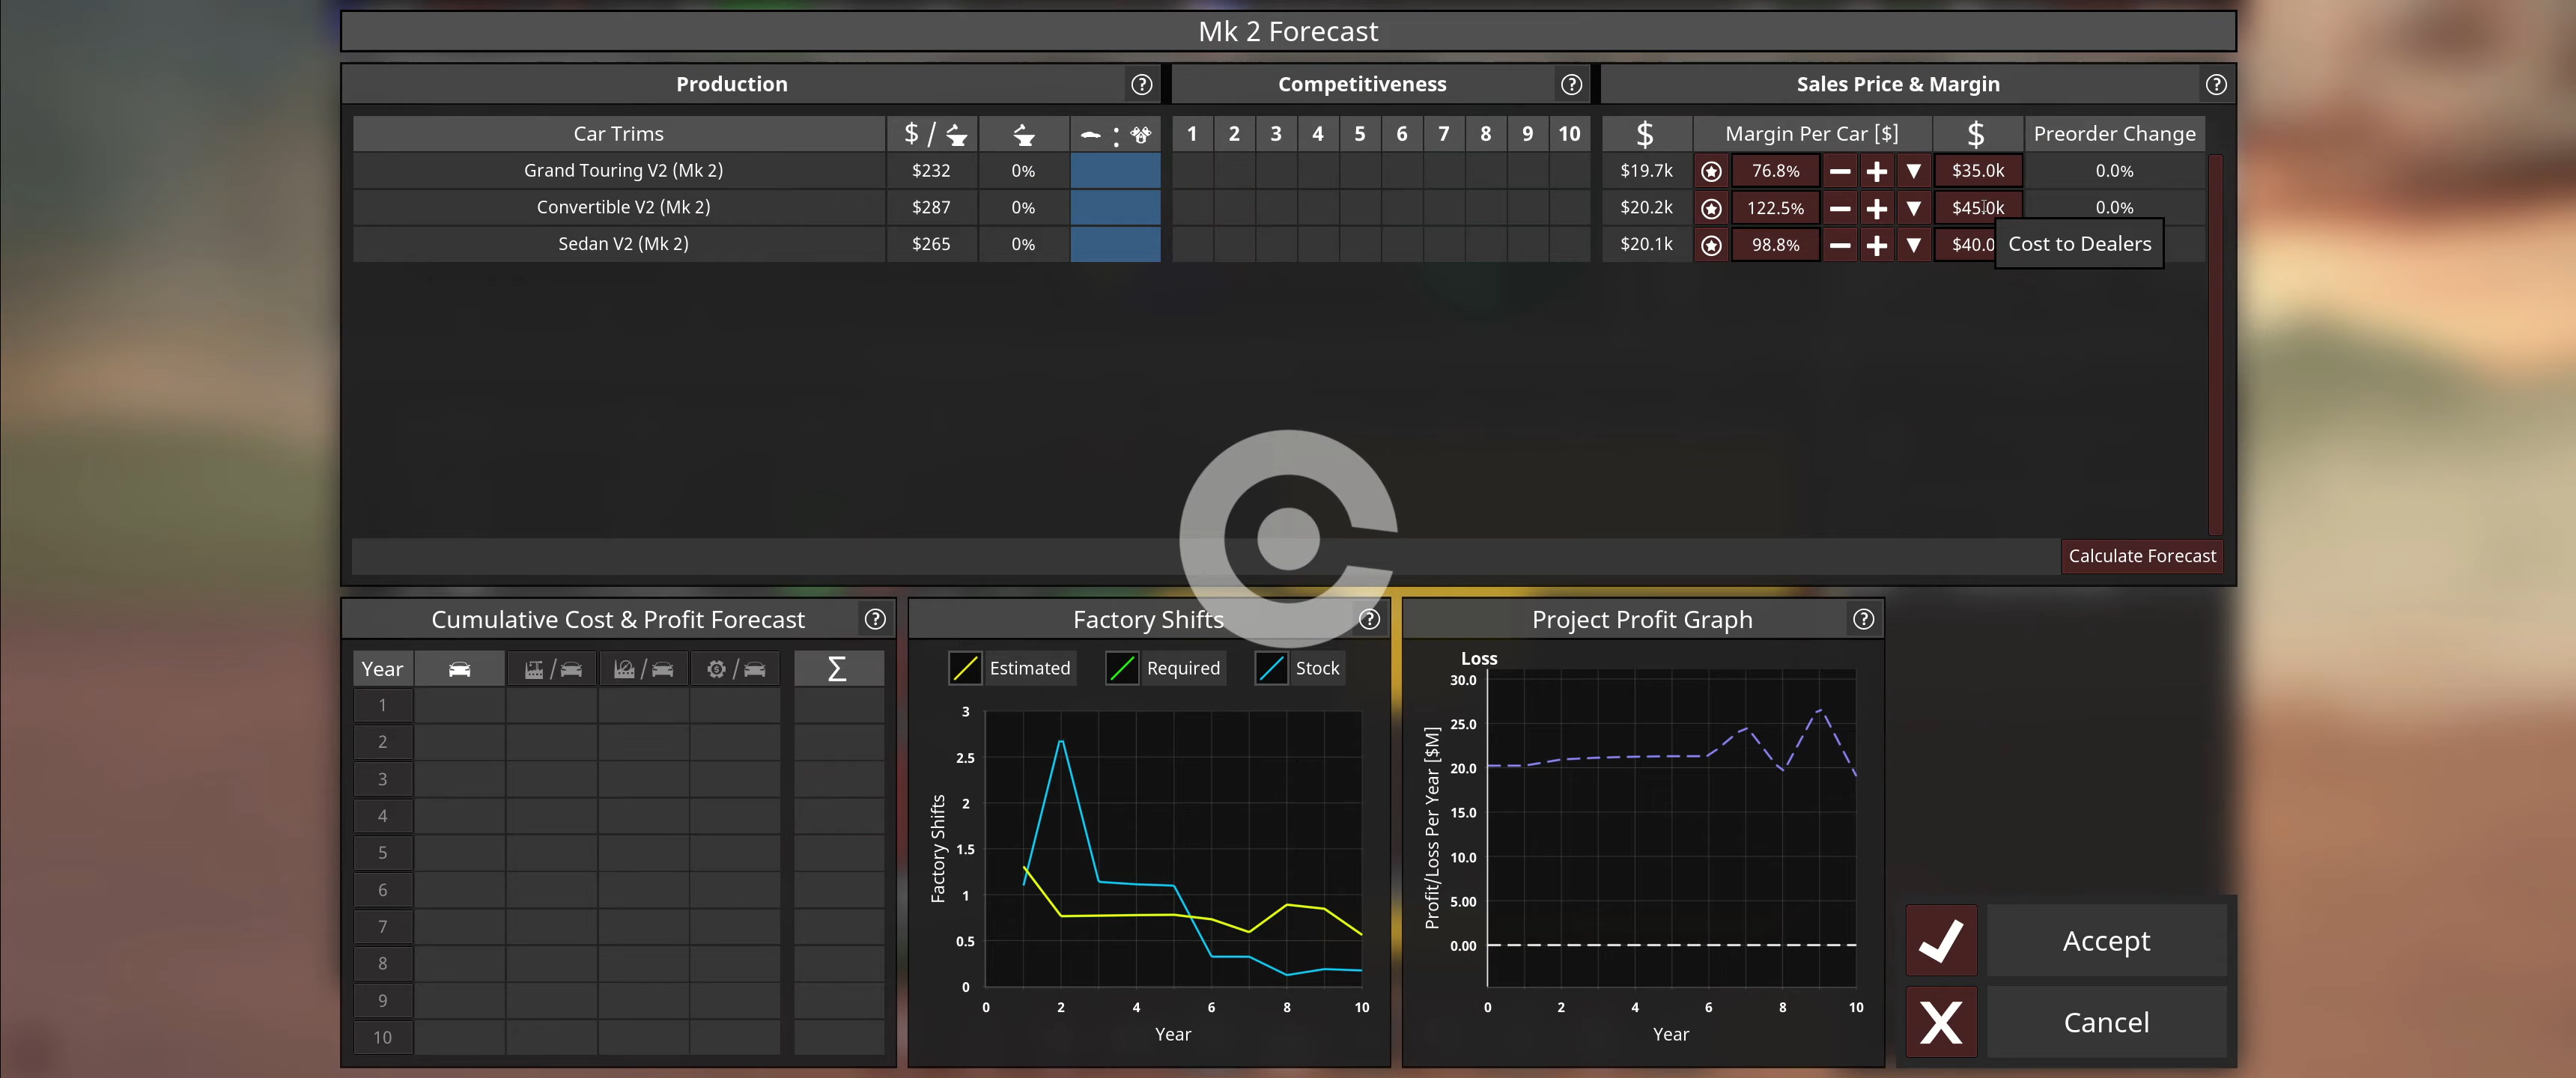 Mk 2 Forecast
Production ?
Competitiveness ?
Sales Price & Margin ?
Car Trims $ / :
1 2 3 4 5 6 7 8 9 10
$ Margin Per Car [$] $ Preorder Change
Grand Touring V2 (Mk 2) $232 0% $19.7k 76.8% $35.0k 0.0%
Convertible V2 (Mk 2) $287 0% $20.2k 122.5% $45.0k 0.0%
Sedan V2 (Mk 2) $265 0% $20.1k 98.8% $40.0
Cost to Dealers
Calculate Forecast
Cumulative Cost & Profit Forecast ?
Year / / / Σ
1
2
3
4
5
6
7
8
9
10
Factory Shifts ?
Estimated Required Stock
Factory Shifts
3
2.5
2
1.5
1
0.5
0
0 2 4 6 8 10
Year
Project Profit Graph ?
Loss
Profit/Loss Per Year [$M]
30.0
25.0
20.0
15.0
10.0
5.00
0.00
0 2 4 6 8 10
Year
Accept
Cancel